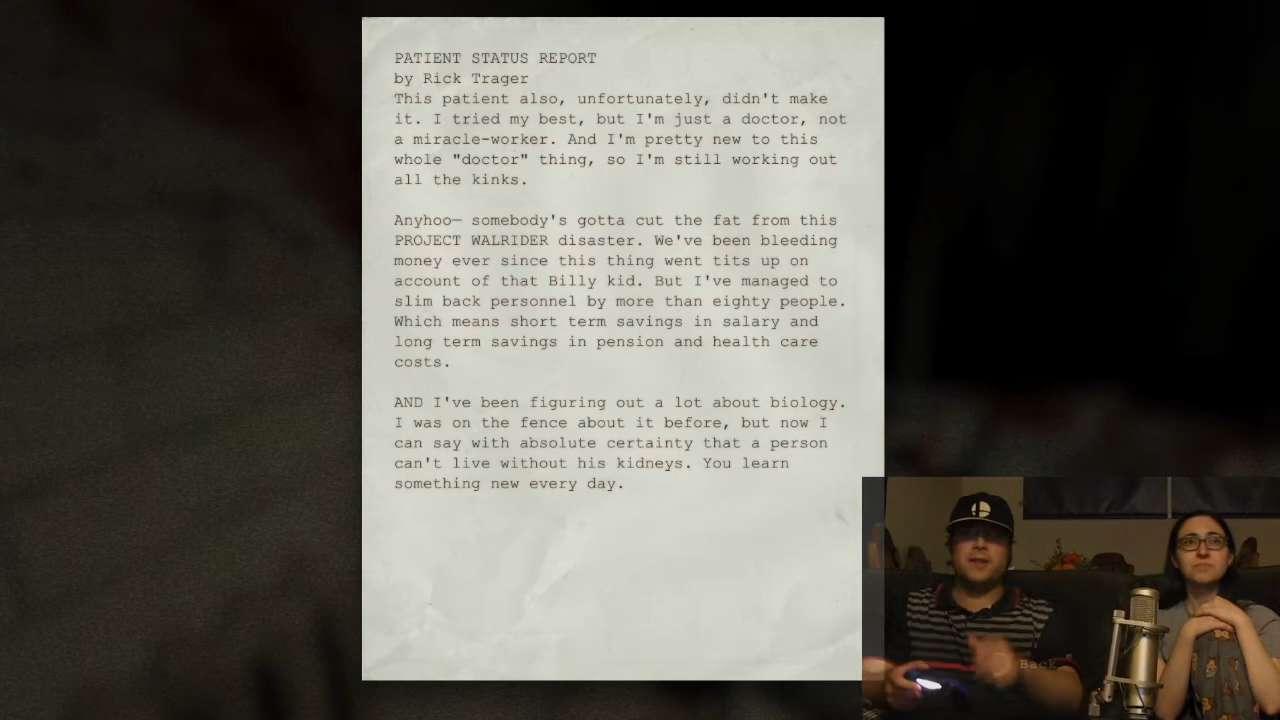 PATIENT STATUS REPORT
by Rick Trager
This patient also, unfortunately, didn't make
it. I tried my best, but I'm just a doctor, not
a miracle-worker. And I'm pretty new to this
whole "doctor" thing, so I'm still working out
all the kinks.
Anyhoo— somebody's gotta cut the fat from this
PROJECT WALRIDER disaster. We've been bleeding
money ever since this thing went tits up on
account of that Billy kid. But I've managed to
slim back personnel by more than eighty people.
Which means short term savings in salary and
long term savings in pension and health care
costs.
AND I've been figuring out a lot about biology.
I was on the fence about it before, but now I
can say with absolute certainty that a person
can't live without his kidneys. You learn
something new every day.
Back